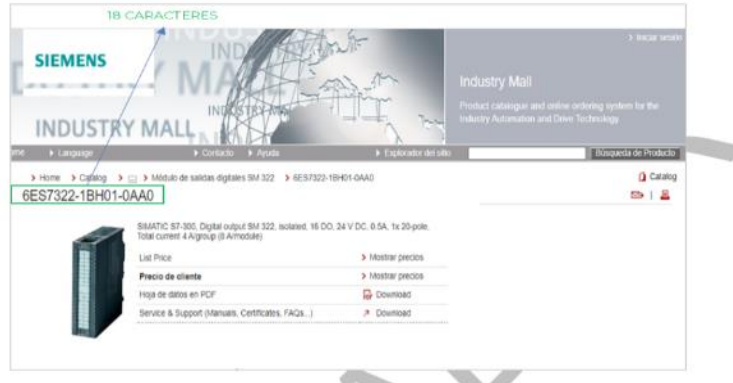 18 CARACTERES
SIEMENS
INDUSTRY MALL
Iniciar sesión
Industry Mall
Product catalogue and online ordering system for the
Industry Automation and Drive Technology
Language Contacto Ayuda Explorador del sitio Búsqueda de Producto
Home Catalog Módulo de salidas digitales SM 322 6ES7322-1BH01-0AA0 Catalog
6ES7322-1BH01-0AA0
SIMATIC S7-300, Digital output SM 322, isolated, 16 DO, 24 V DC, 0.5A, 1x 20-pole,
Total current 4 A/group (8 A/module)
List Price Mostrar precios
Precio de cliente Mostrar precios
Hoja de datos en PDF Download
Service & Support (Manuals, Certificates, FAQs...) Download